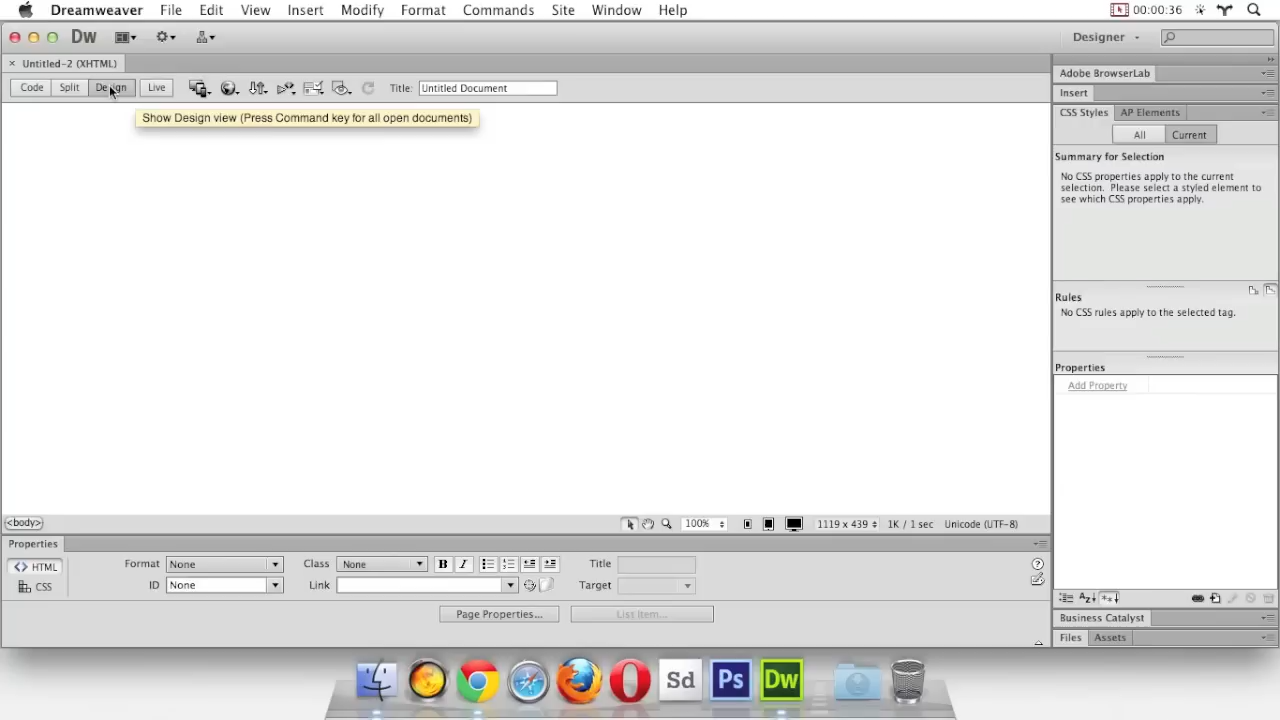 Dreamweaver File Edit View Insert Modify Format Commands Site Window Help 00:00:36
Dw Designer
Untitled-2 (XHTML)
Code Split Design Live Title: Untitled Document
Show Design view (Press Command key for all open documents)
Adobe BrowserLab
Insert
CSS Styles AP Elements
All Current
Summary for Selection
No CSS properties apply to the current
selection. Please select a styled element to
see which CSS properties apply.
Rules
No CSS rules apply to the selected tag.
Properties
Add Property
<body> 100% 1119 x 439 1K / 1 sec Unicode (UTF-8)
Properties
HTML Format None Class None B I Title
CSS ID None Link Target
Page Properties... List Item...
Business Catalyst
Files Assets
Sd Ps Dw